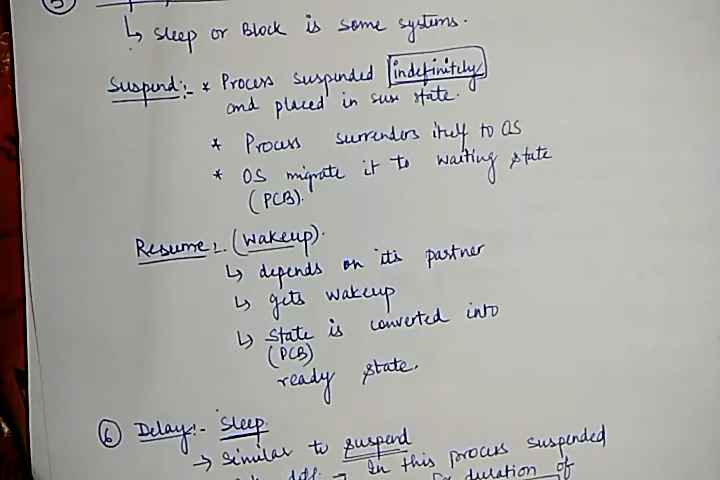 (5)
↳ Sleep or Block is some systems.
Suspend:- * Process suspended indefinitely
and placed in sus state.
* Process surrenders itself to OS
* OS migrate it to waiting state
(PCB).
Resume:- (wakeup).
↳ depends on its partner
↳ gets wakeup
↳ state is converted into
(PCB)
ready state.
(6) Delay:- Sleep.
→ Similar to suspend
→ In this process suspended
duration of